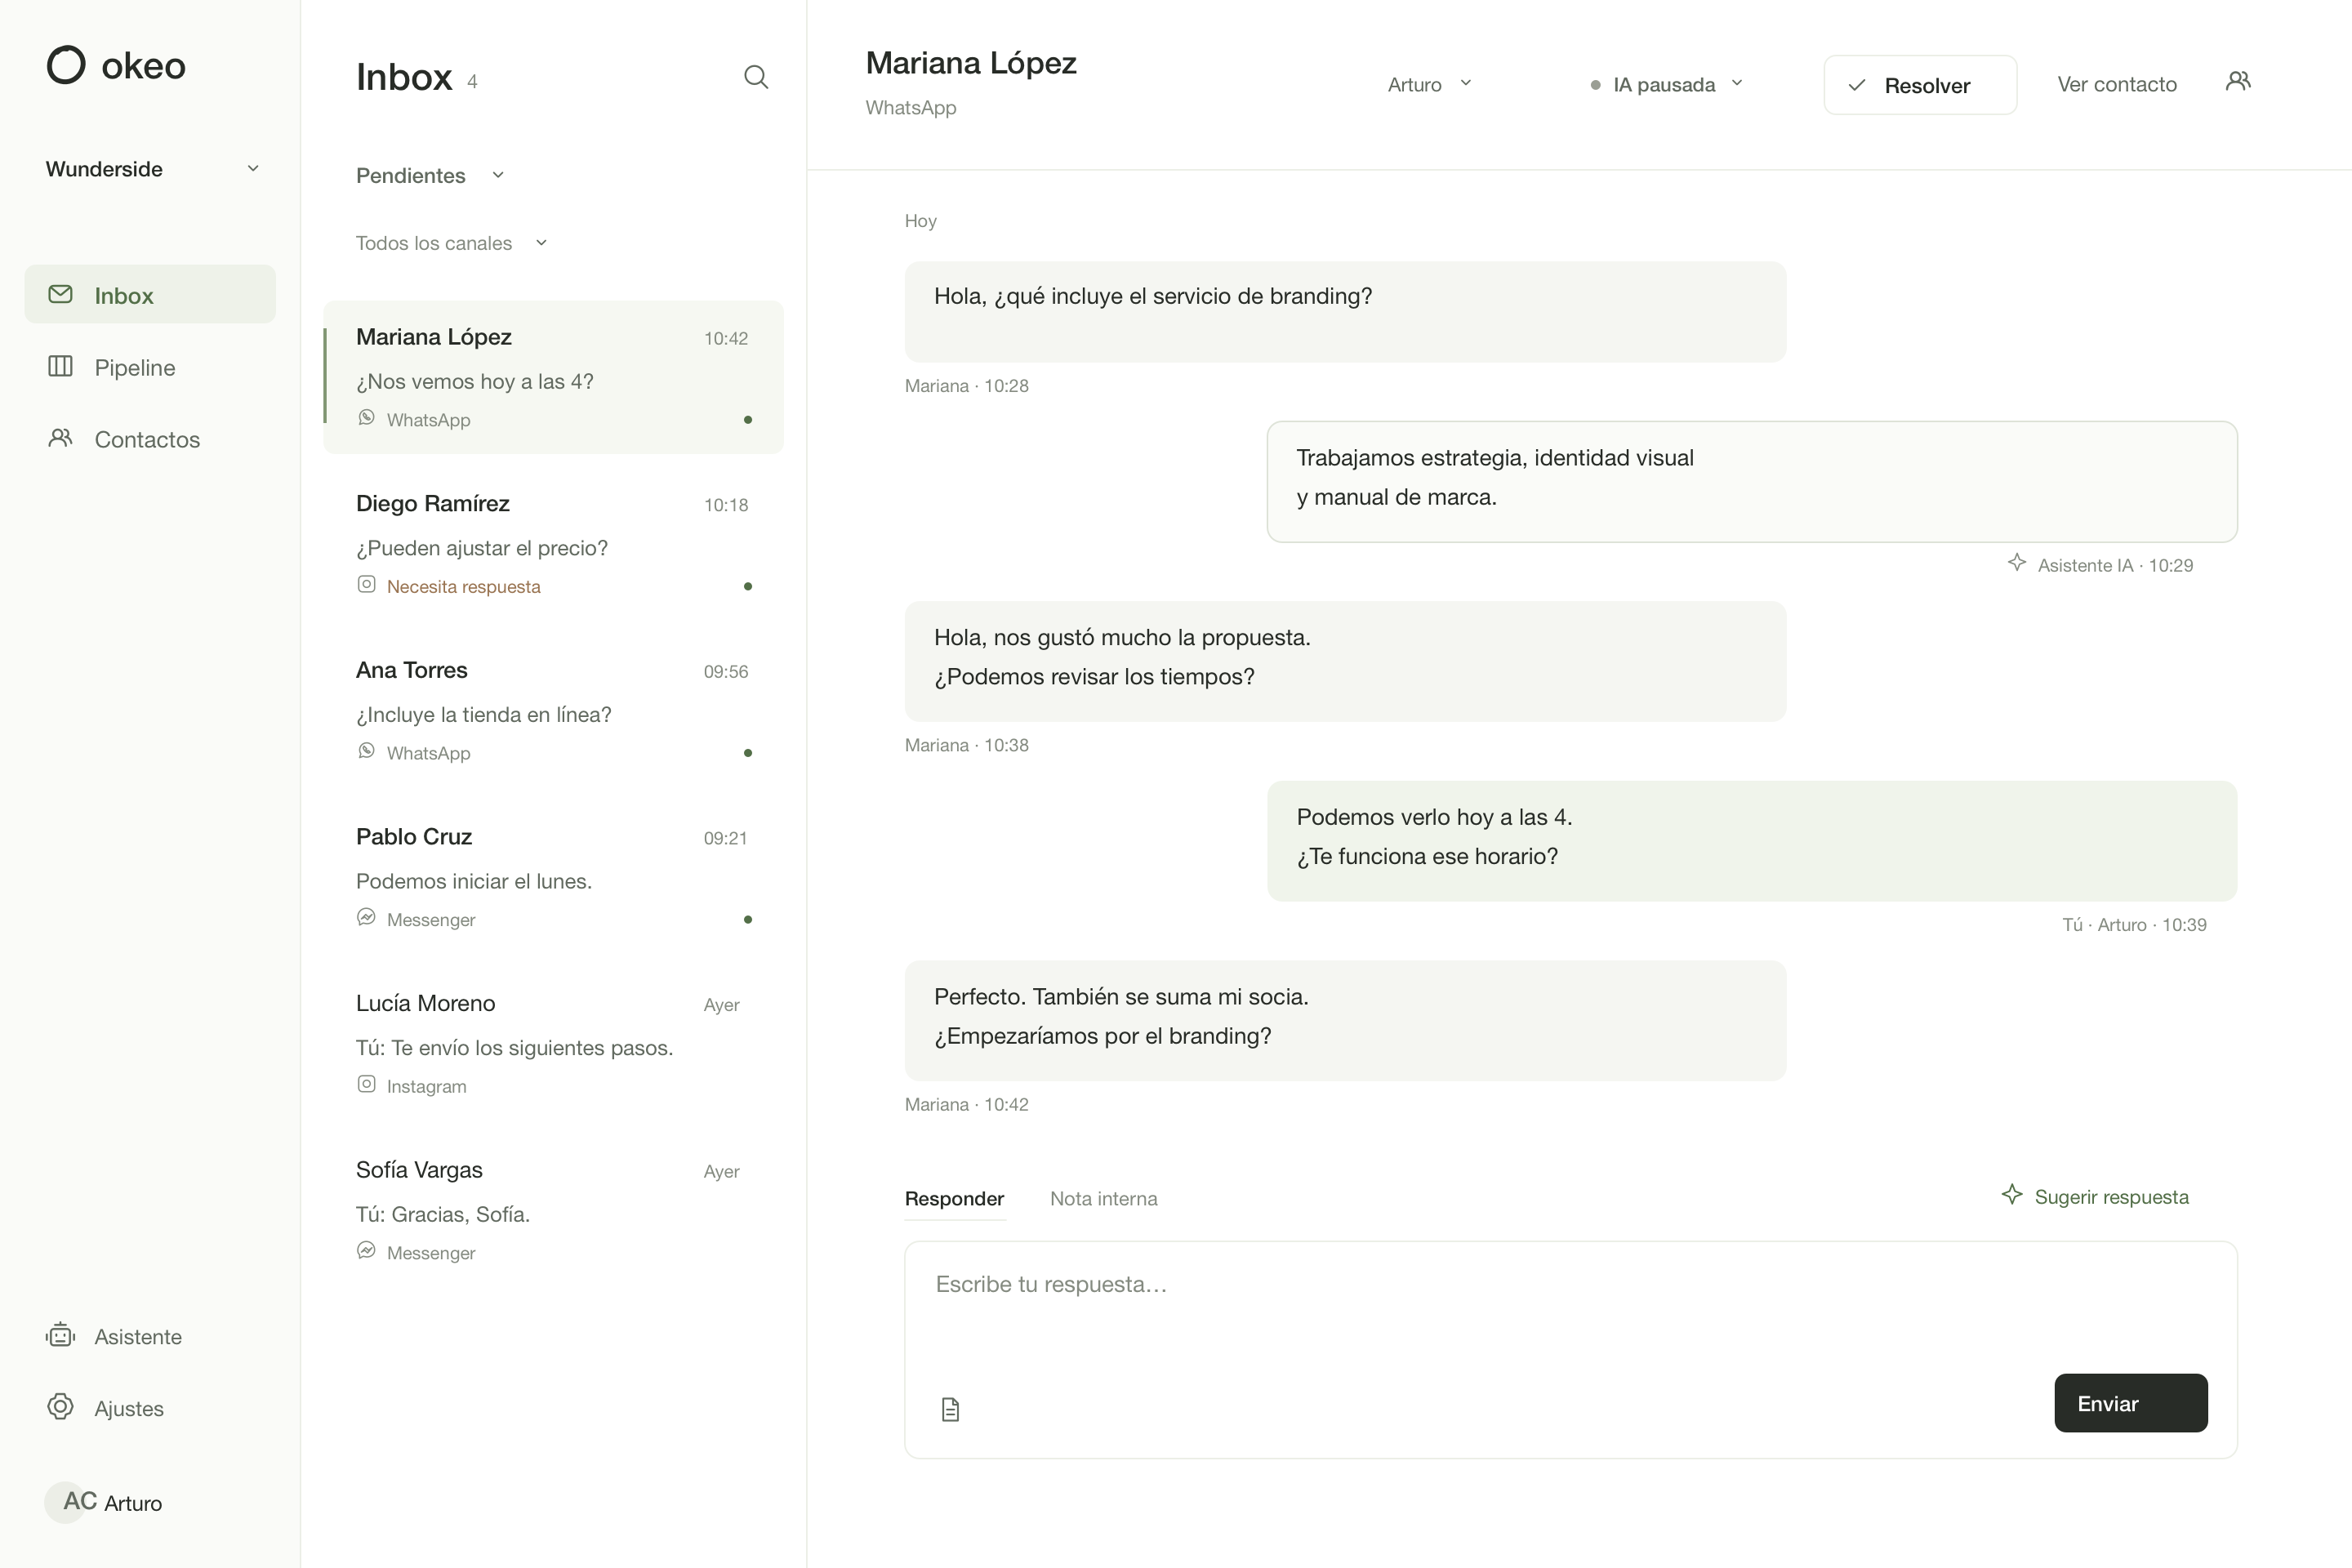 okeo
Wunderside
Inbox
Pipeline
Contactos
Asistente
Ajustes
AC Arturo
Inbox 4
Pendientes
Todos los canales
Mariana López 10:42
¿Nos vemos hoy a las 4?
WhatsApp
Diego Ramírez 10:18
¿Pueden ajustar el precio?
Necesita respuesta
Ana Torres 09:56
¿Incluye la tienda en línea?
WhatsApp
Pablo Cruz 09:21
Podemos iniciar el lunes.
Messenger
Lucía Moreno Ayer
Tú: Te envío los siguientes pasos.
Instagram
Sofía Vargas Ayer
Tú: Gracias, Sofía.
Messenger
Mariana López
WhatsApp
Arturo
IA pausada
Resolver
Ver contacto
Hoy
Hola, ¿qué incluye el servicio de branding?
Mariana · 10:28
Trabajamos estrategia, identidad visual
y manual de marca.
Asistente IA · 10:29
Hola, nos gustó mucho la propuesta.
¿Podemos revisar los tiempos?
Mariana · 10:38
Podemos verlo hoy a las 4.
¿Te funciona ese horario?
Tú · Arturo · 10:39
Perfecto. También se suma mi socia.
¿Empezaríamos por el branding?
Mariana · 10:42
Responder
Nota interna
Sugerir respuesta
Escribe tu respuesta…
Enviar